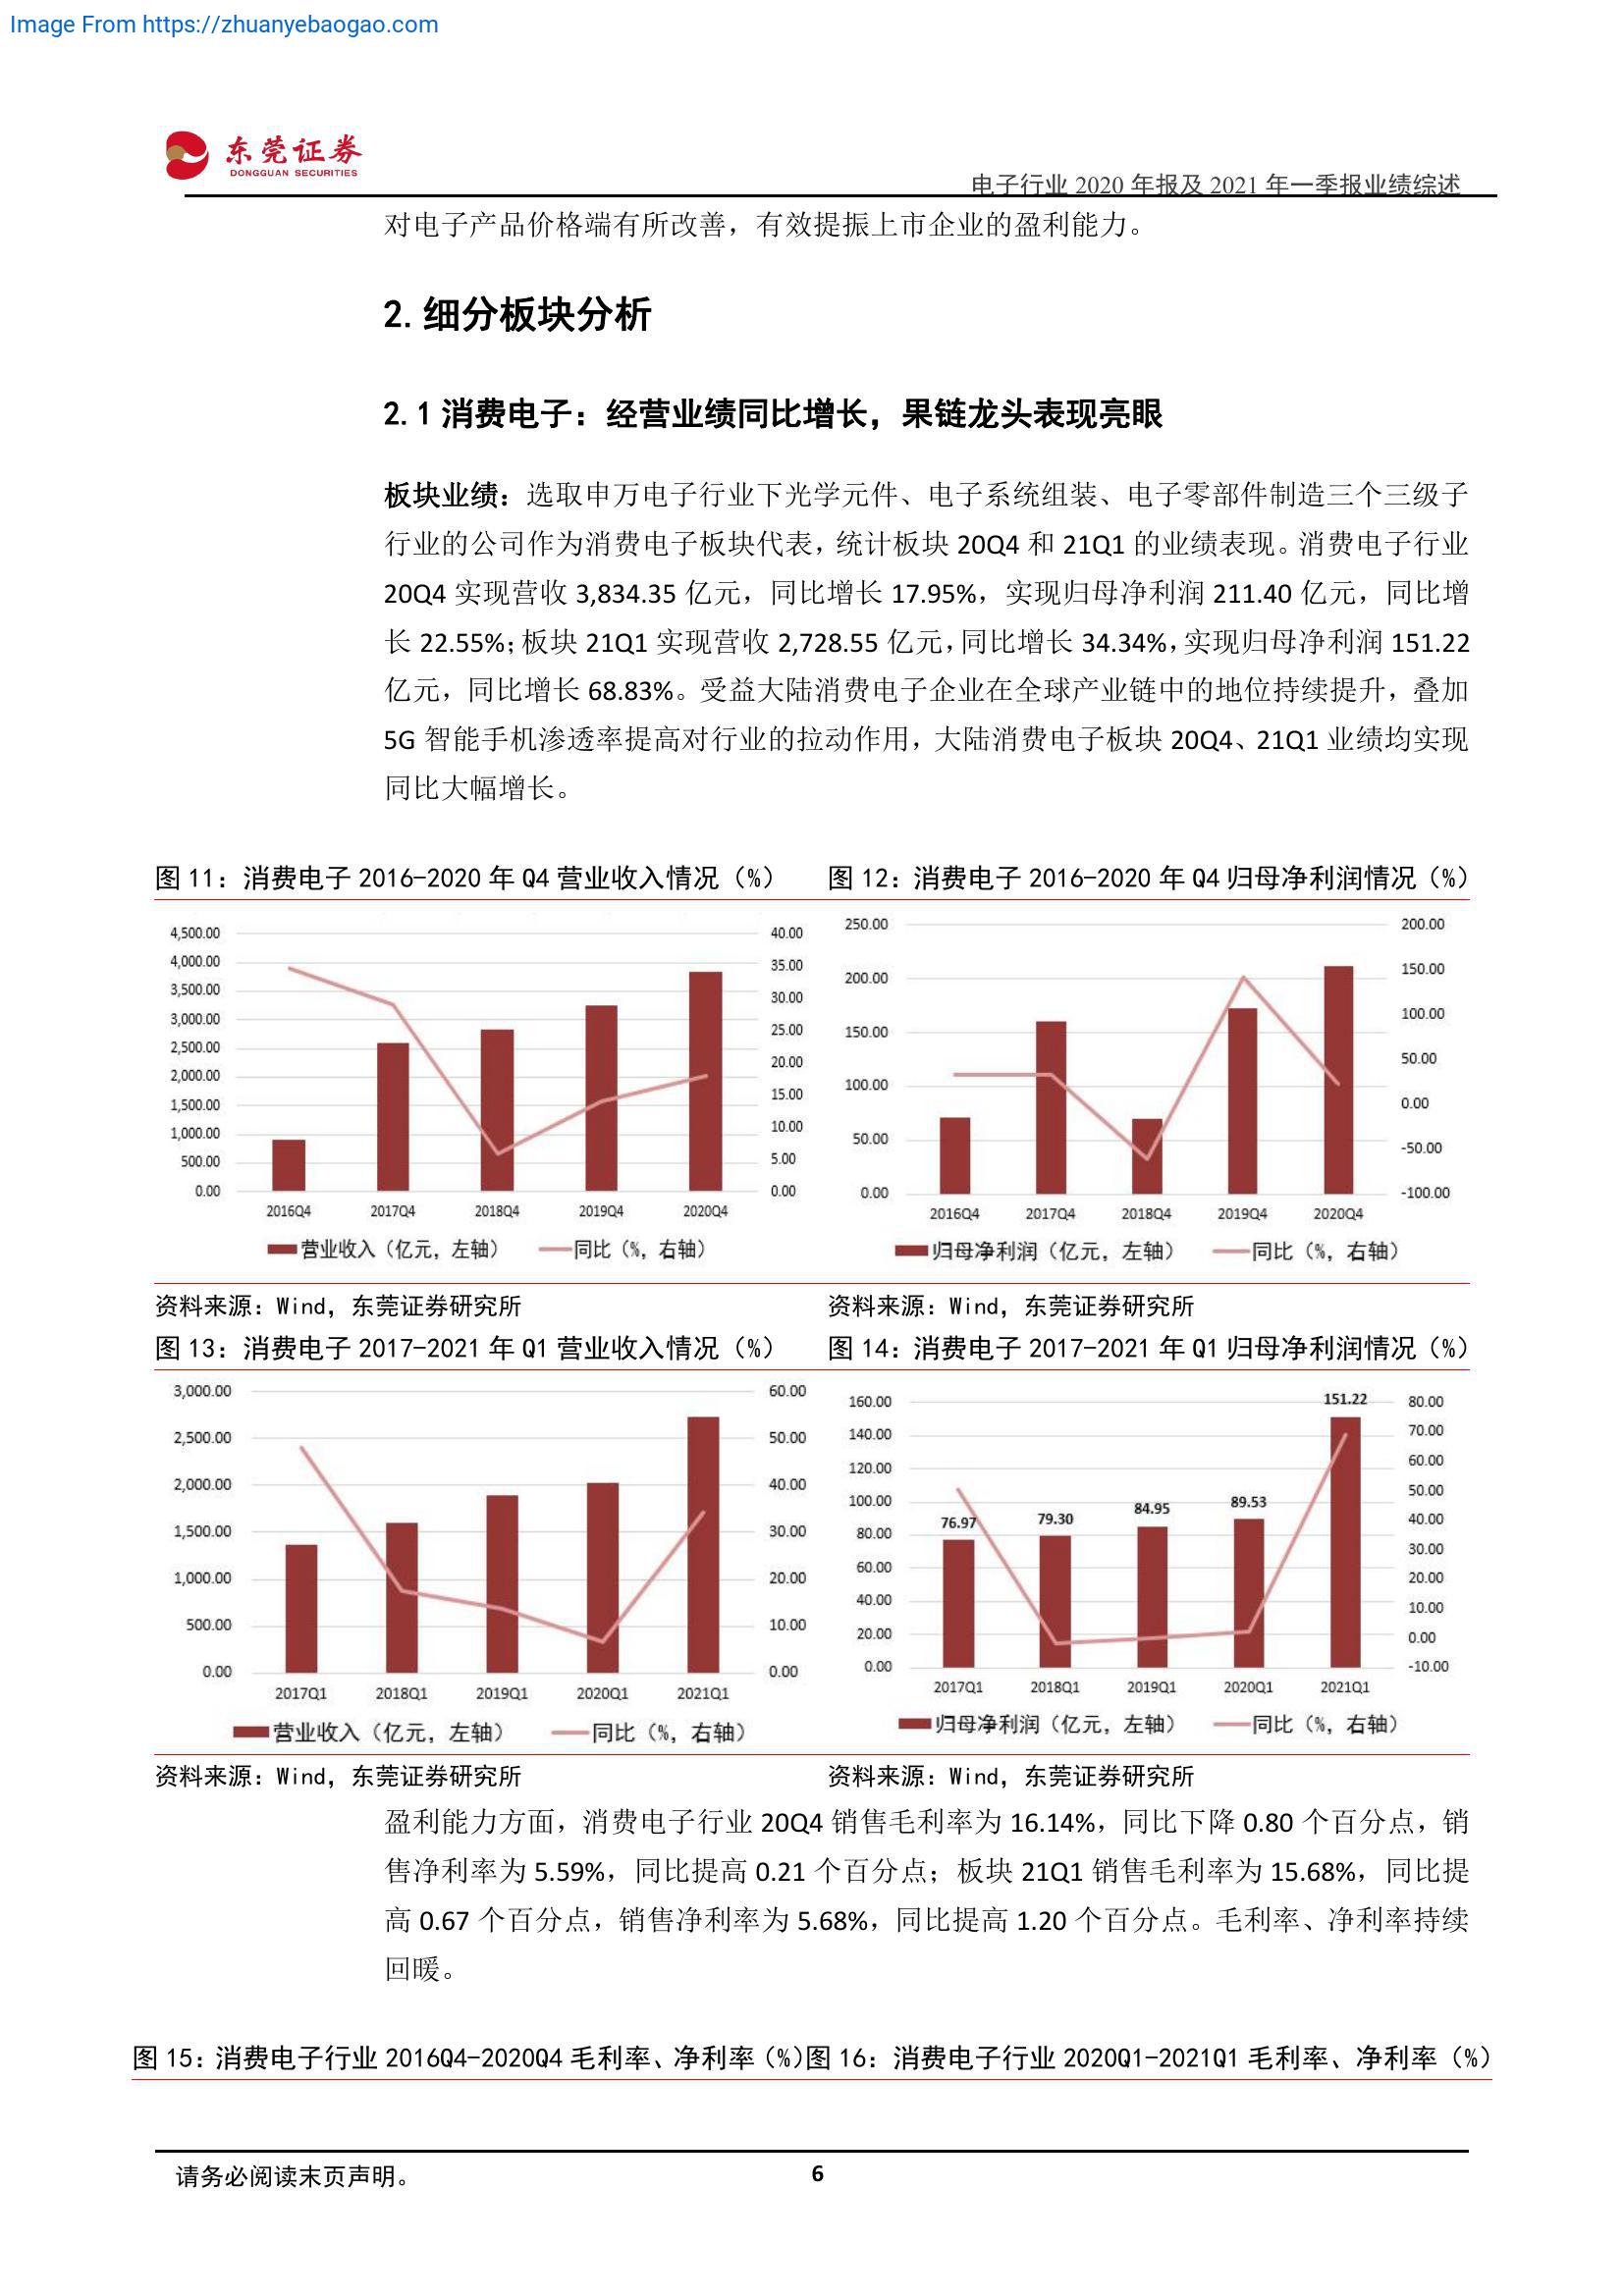 Image From https://zhuanyebaogao.com
东莞证券
DONGGUAN SECURITIES
电子行业 2020 年报及 2021 年一季报业绩综述
对电子产品价格端有所改善，有效提振上市企业的盈利能力。
2. 细分板块分析
2.1 消费电子：经营业绩同比增长，果链龙头表现亮眼
板块业绩：选取申万电子行业下光学元件、电子系统组装、电子零部件制造三个三级子
行业的公司作为消费电子板块代表，统计板块 20Q4 和 21Q1 的业绩表现。消费电子行业
20Q4 实现营收 3,834.35 亿元，同比增长 17.95%，实现归母净利润 211.40 亿元，同比增
长 22.55%；板块 21Q1 实现营收 2,728.55 亿元，同比增长 34.34%，实现归母净利润 151.22
亿元，同比增长 68.83%。受益大陆消费电子企业在全球产业链中的地位持续提升，叠加
5G 智能手机渗透率提高对行业的拉动作用，大陆消费电子板块 20Q4、21Q1 业绩均实现
同比大幅增长。
图 11：消费电子 2016-2020 年 Q4 营业收入情况（%）
4,500.00
4,000.00
3,500.00
3,000.00
2,500.00
2,000.00
1,500.00
1,000.00
500.00
0.00
40.00
35.00
30.00
25.00
20.00
15.00
10.00
5.00
0.00
2016Q4 2017Q4 2018Q4 2019Q4 2020Q4
营业收入（亿元，左轴） 同比（%，右轴）
资料来源：Wind，东莞证券研究所
图 12：消费电子 2016-2020 年 Q4 归母净利润情况（%）
250.00
200.00
150.00
100.00
50.00
0.00
200.00
150.00
100.00
50.00
0.00
-50.00
-100.00
2016Q4 2017Q4 2018Q4 2019Q4 2020Q4
归母净利润（亿元，左轴） 同比（%，右轴）
资料来源：Wind，东莞证券研究所
图 13：消费电子 2017-2021 年 Q1 营业收入情况（%）
3,000.00
2,500.00
2,000.00
1,500.00
1,000.00
500.00
0.00
60.00
50.00
40.00
30.00
20.00
10.00
0.00
2017Q1 2018Q1 2019Q1 2020Q1 2021Q1
营业收入（亿元，左轴） 同比（%，右轴）
资料来源：Wind，东莞证券研究所
图 14：消费电子 2017-2021 年 Q1 归母净利润情况（%）
160.00
140.00
120.00
100.00
80.00
60.00
40.00
20.00
0.00
76.97 79.30 84.95 89.53 151.22
80.00
70.00
60.00
50.00
40.00
30.00
20.00
10.00
0.00
-10.00
2017Q1 2018Q1 2019Q1 2020Q1 2021Q1
归母净利润（亿元，左轴） 同比（%，右轴）
资料来源：Wind，东莞证券研究所
盈利能力方面，消费电子行业 20Q4 销售毛利率为 16.14%，同比下降 0.80 个百分点，销
售净利率为 5.59%，同比提高 0.21 个百分点；板块 21Q1 销售毛利率为 15.68%，同比提
高 0.67 个百分点，销售净利率为 5.68%，同比提高 1.20 个百分点。毛利率、净利率持续
回暖。
图 15：消费电子行业 2016Q4-2020Q4 毛利率、净利率（%）
图 16：消费电子行业 2020Q1-2021Q1 毛利率、净利率（%）
请务必阅读末页声明。
6